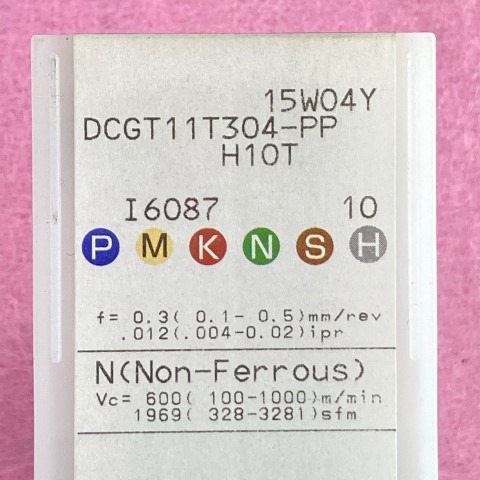 15W04Y
DCGT11T304-PP
H10T
I6087 10
P M K N S H
f= 0.3( 0.1- 0.5)mm/rev
.012(.004-0.02)ipr
N(Non-Ferrous)
Vc= 600( 100-1000)m/min
1969( 328-3281)sfm